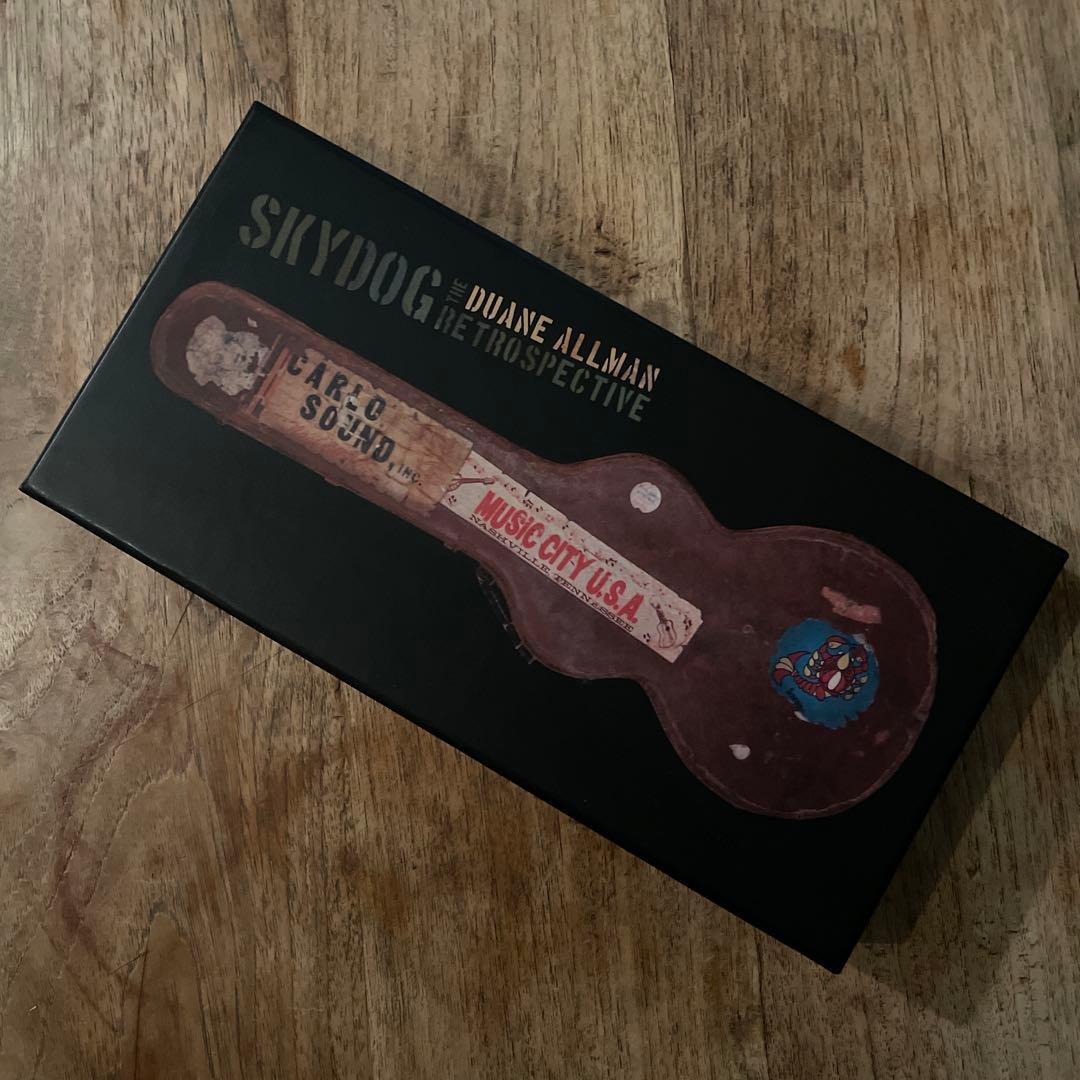 SKYDOG
THE
DUANE ALLMAN
RETROSPECTIVE
CARLO
SOUND, INC.
MUSIC CITY U.S.A.
NASHVILLE, TENNESSEE